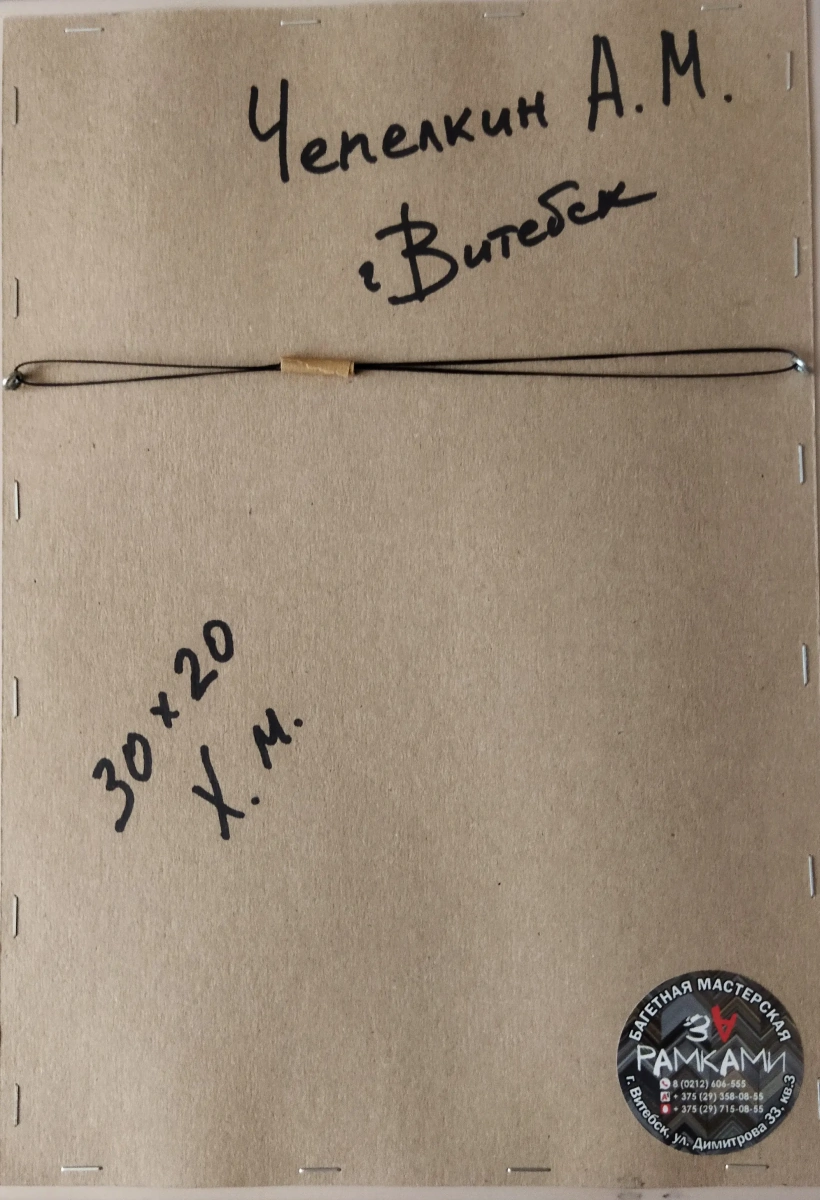 Чепелкин А.М.
г Витебск
30 x 20
Х. м.
БАГЕТНАЯ МАСТЕРСКАЯ
ЗА
РАМКАМИ
8 (0212) 606-555
+ 375 (29) 358-08-55
+ 375 (29) 715-08-55
г. Витебск, ул. Димитрова 33, кв.3